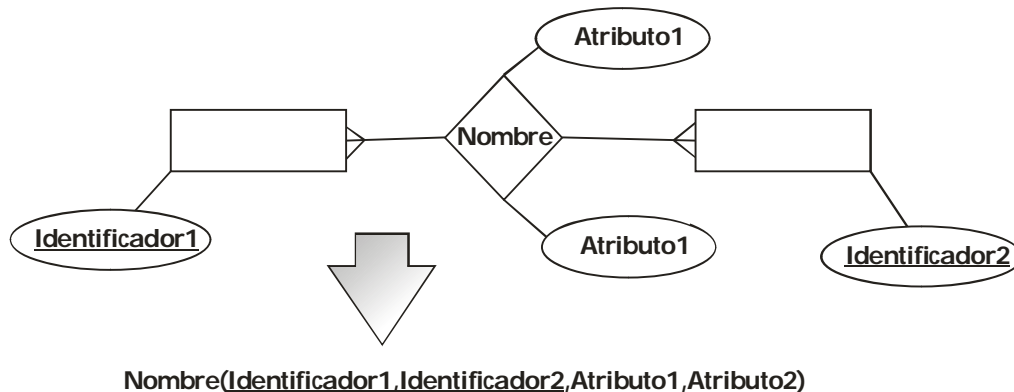 Atributo1
Nombre
Identificador1
Atributo1
Identificador2
Nombre(Identificador1,Identificador2,Atributo1,Atributo2)